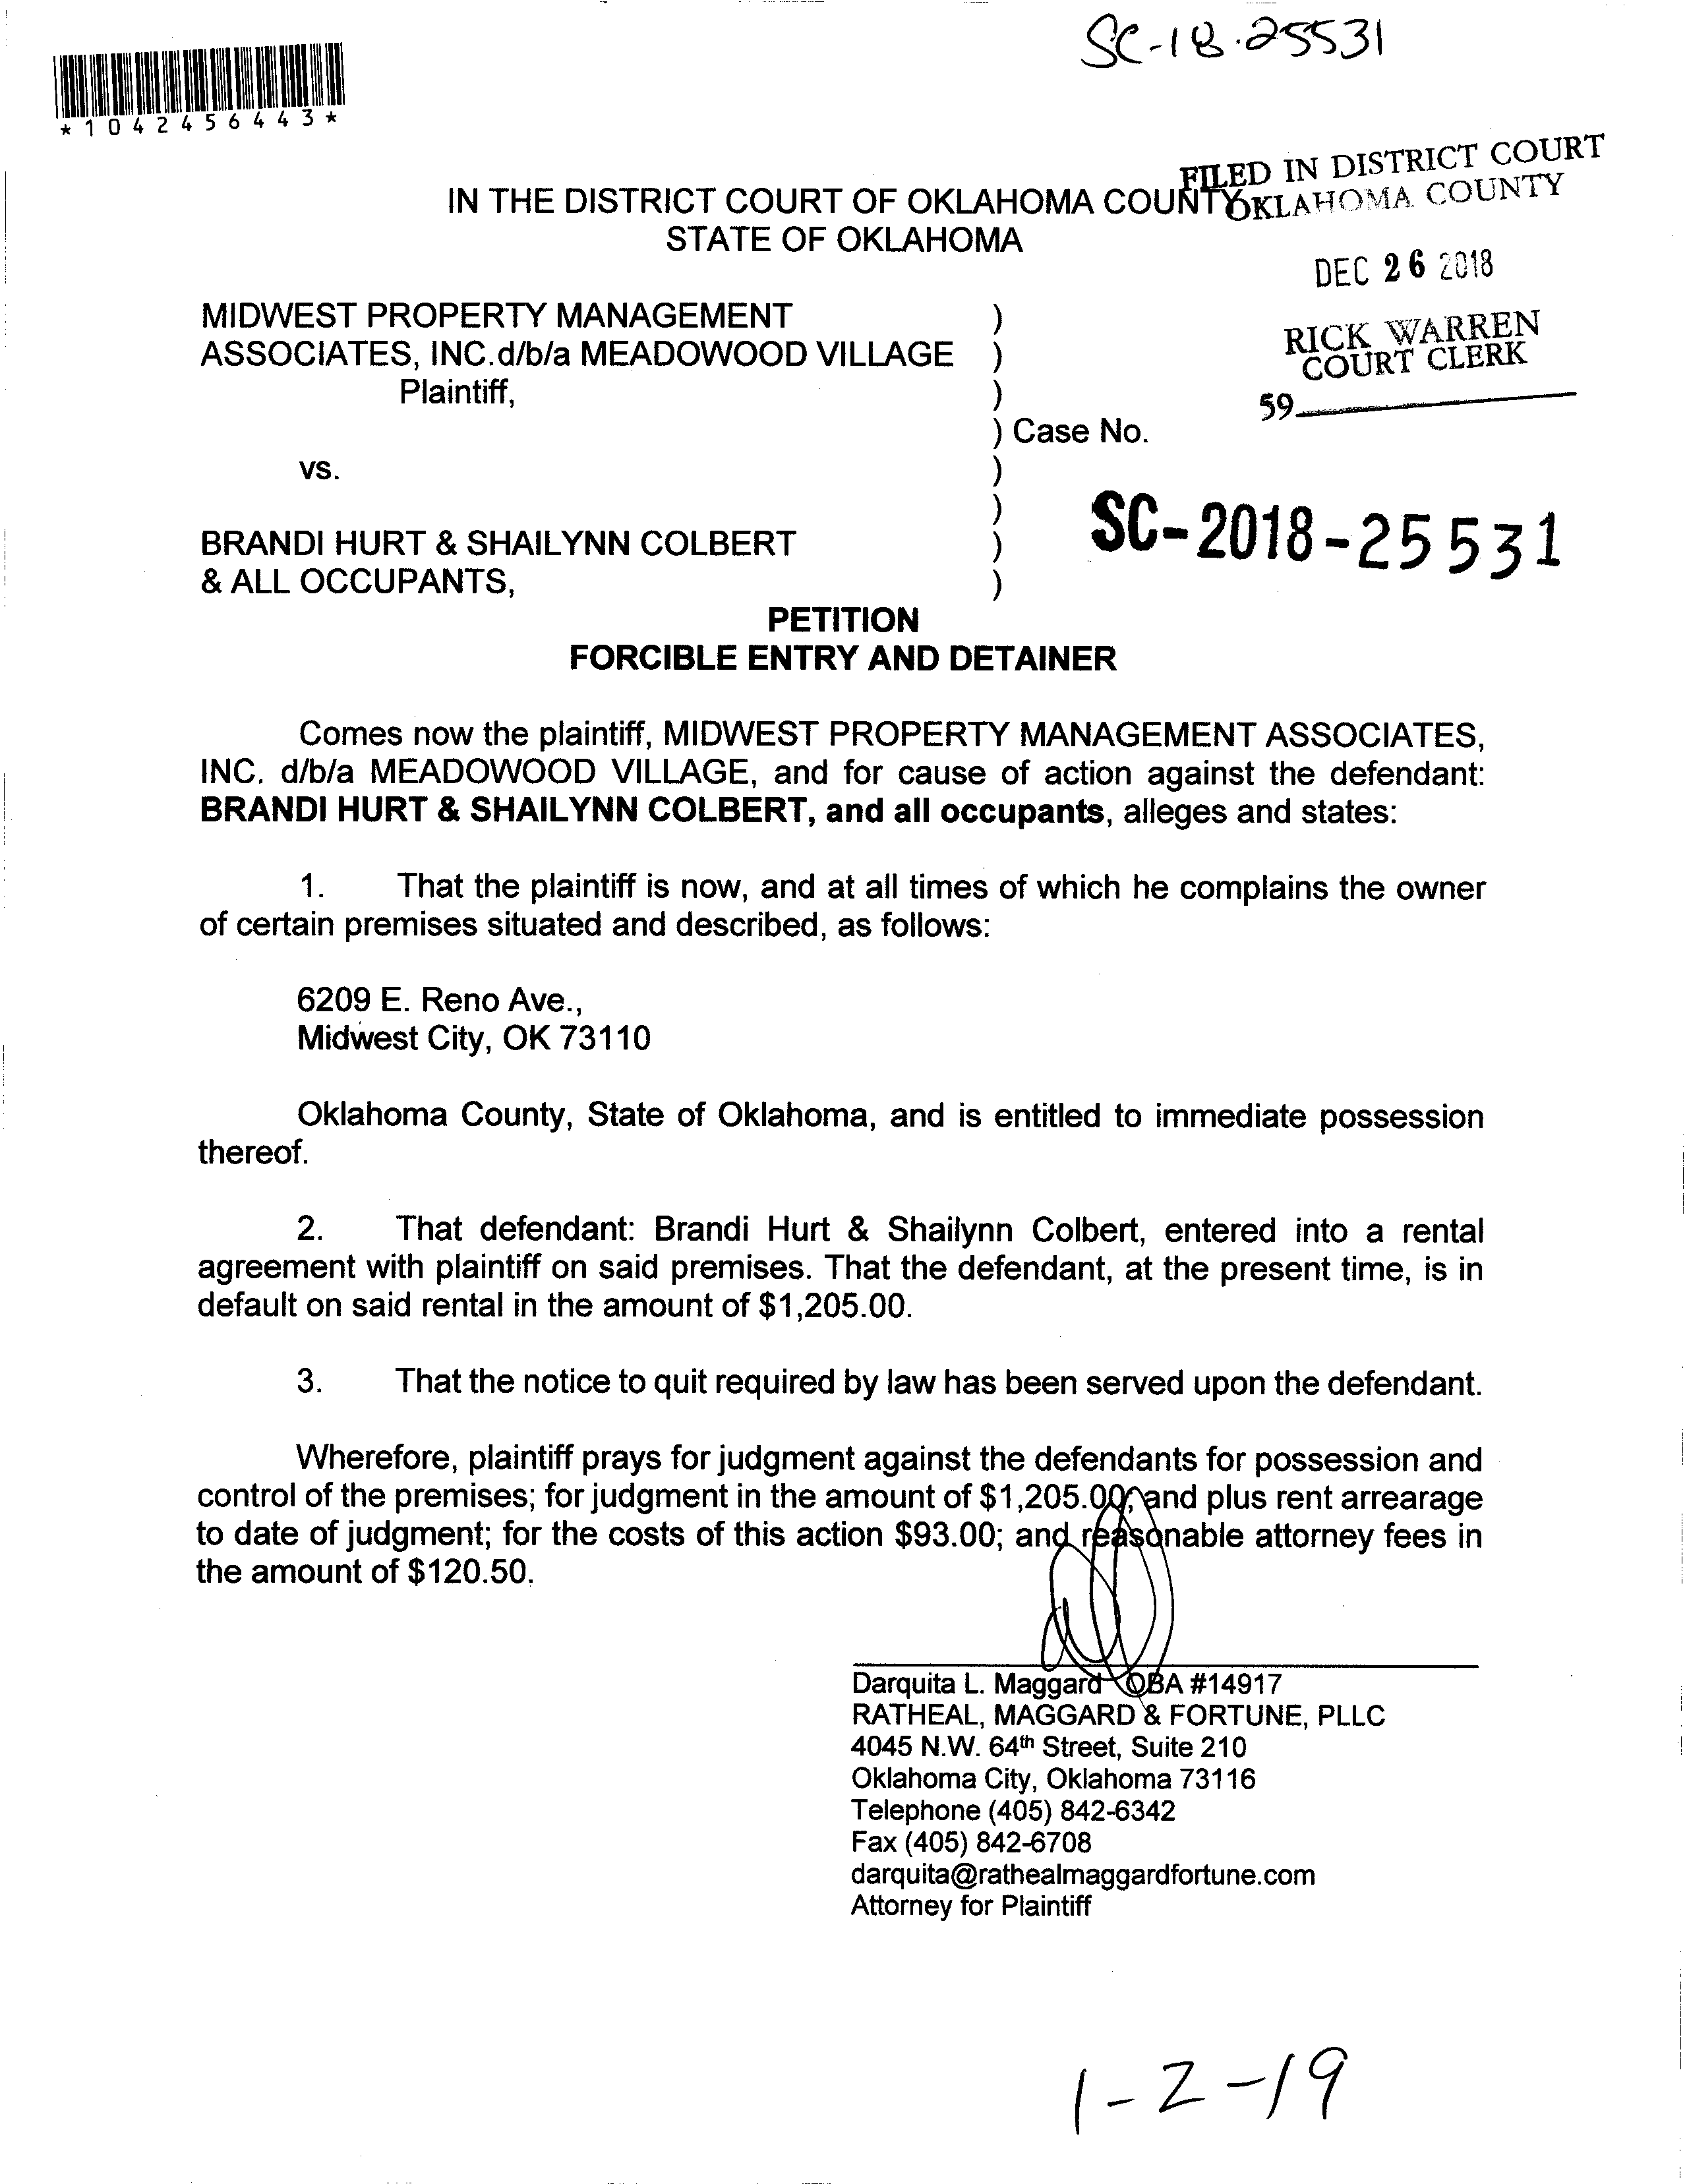 SC-18-25531
*1042456443*
FILED IN DISTRICT COURT
OKLAHOMA COUNTY
IN THE DISTRICT COURT OF OKLAHOMA COUNTY
STATE OF OKLAHOMA
DEC 26 2018
RICK WARREN
COURT CLERK
59
MIDWEST PROPERTY MANAGEMENT )
ASSOCIATES, INC.d/b/a MEADOWOOD VILLAGE )
Plaintiff, )
) Case No.
vs. )
)
SC-2018-25531
BRANDI HURT & SHAILYNN COLBERT )
& ALL OCCUPANTS, )
PETITION
FORCIBLE ENTRY AND DETAINER
Comes now the plaintiff, MIDWEST PROPERTY MANAGEMENT ASSOCIATES,
INC. d/b/a MEADOWOOD VILLAGE, and for cause of action against the defendant:
BRANDI HURT & SHAILYNN COLBERT, and all occupants, alleges and states:
1. That the plaintiff is now, and at all times of which he complains the owner
of certain premises situated and described, as follows:
6209 E. Reno Ave.,
Midwest City, OK 73110
Oklahoma County, State of Oklahoma, and is entitled to immediate possession
thereof.
2. That defendant: Brandi Hurt & Shailynn Colbert, entered into a rental
agreement with plaintiff on said premises. That the defendant, at the present time, is in
default on said rental in the amount of $1,205.00.
3. That the notice to quit required by law has been served upon the defendant.
Wherefore, plaintiff prays for judgment against the defendants for possession and
control of the premises; for judgment in the amount of $1,205.00; and plus rent arrearage
to date of judgment; for the costs of this action $93.00; and reasonable attorney fees in
the amount of $120.50.
Darquita L. Maggard OBA #14917
RATHEAL, MAGGARD & FORTUNE, PLLC
4045 N.W. 64th Street, Suite 210
Oklahoma City, Oklahoma 73116
Telephone (405) 842-6342
Fax (405) 842-6708
darquita@rathealmaggardfortune.com
Attorney for Plaintiff
1-2-19